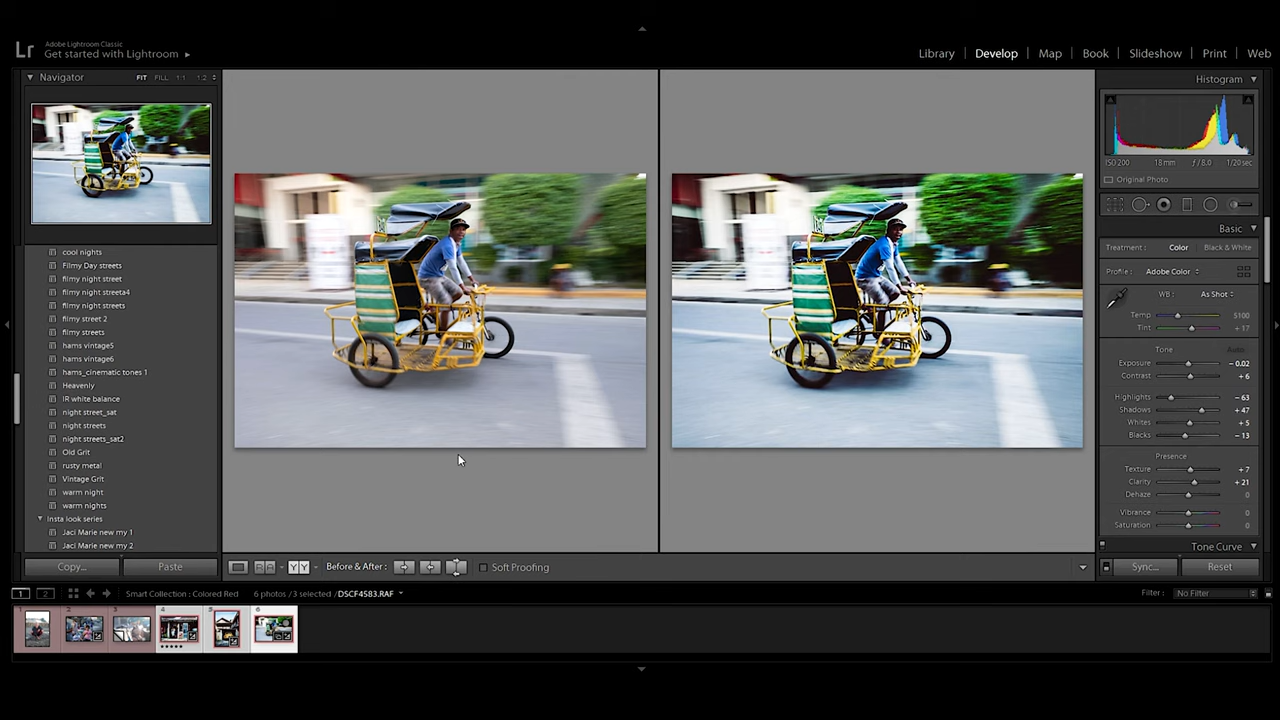 Lr
Adobe Lightroom Classic
Get started with Lightroom
Library | Develop | Map | Book | Slideshow | Print | Web
Navigator FIT FILL 1:1 1:2
cool nights
Filmy Day streets
filmy night street
filmy night streeta4
filmy night streets
filmy street 2
filmy streets
hams vintage5
hams vintage6
hams_cinematic tones 1
Heavenly
IR white balance
night street_sat
night streets
night streets_sat2
Old Grit
rusty metal
Vintage Grit
warm night
warm nights
Insta look series
Jaci Marie new my 1
Jaci Marie new my 2
Copy... Paste
Before & After : Soft Proofing
Histogram
ISO 200 18 mm ƒ / 8.0 1/20 sec
Original Photo
Basic
Treatment : Color Black & White
Profile : Adobe Color
WB : As Shot
Temp 5100
Tint + 17
Tone Auto
Exposure - 0.02
Contrast + 6
Highlights - 63
Shadows + 47
Whites + 5
Blacks - 13
Presence
Texture + 7
Clarity + 21
Dehaze 0
Vibrance 0
Saturation 0
Tone Curve
Sync... Reset
1 2 Smart Collection : Colored Red 6 photos / 3 selected / DSCF4583.RAF Filter : No Filter
1 2 3 4 5 6